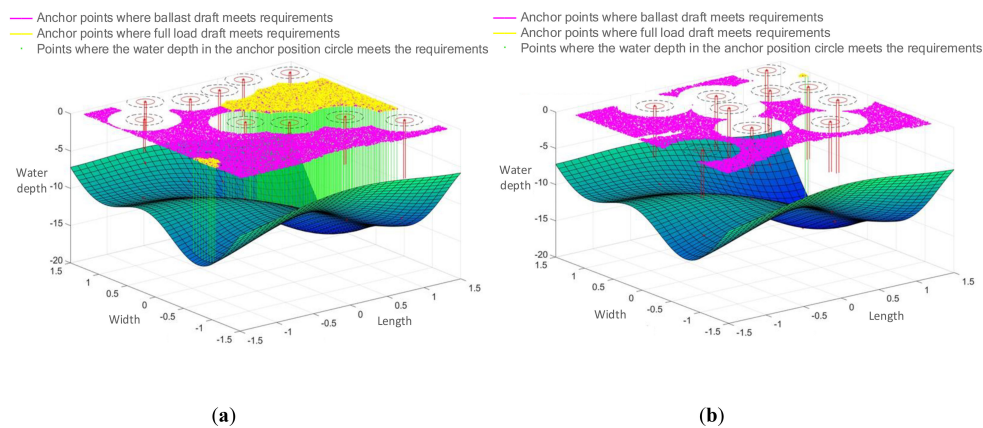 Anchor points where ballast draft meets requirements
Anchor points where full load draft meets requirements
Points where the water depth in the anchor position circle meets the requirements
0
-5
Water
depth
-10
-15
-20
1.5
1
0.5
0
-0.5
-1
-1.5
Width
-1.5
-1
-0.5
0
0.5
1
1.5
Length
(a)
Anchor points where ballast draft meets requirements
Anchor points where full load draft meets requirements
Points where the water depth in the anchor position circle meets the requirements
0
-5
Water
depth
-10
-15
-20
1.5
1
0.5
0
-0.5
-1
-1.5
Width
-1.5
-1
-0.5
0
0.5
1
1.5
Length
(b)